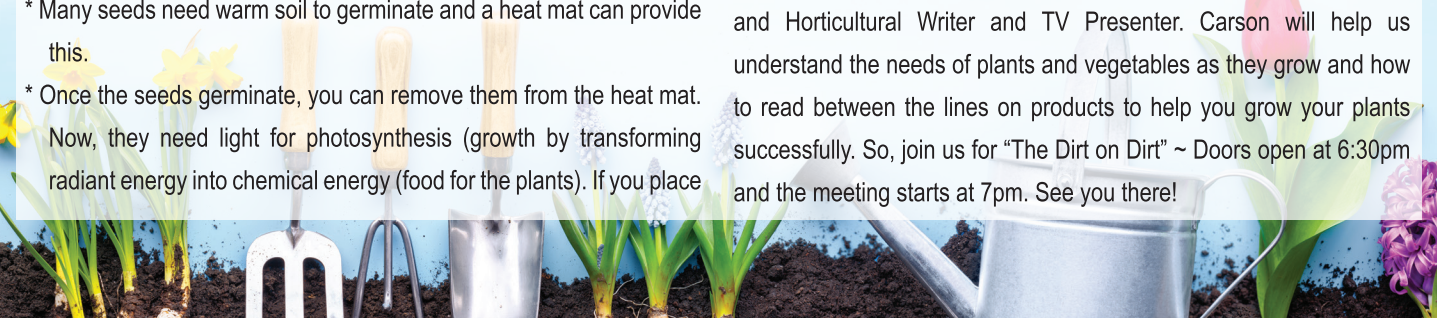 * Many seeds need warm soil to germinate and a heat mat can provide
this.
* Once the seeds germinate, you can remove them from the heat mat.
Now, they need light for photosynthesis (growth by transforming
radiant energy into chemical energy (food for the plants). If you place
and Horticultural Writer and TV Presenter. Carson will help us
understand the needs of plants and vegetables as they grow and how
to read between the lines on products to help you grow your plants
successfully. So, join us for “The Dirt on Dirt” ~ Doors open at 6:30pm
and the meeting starts at 7pm. See you there!